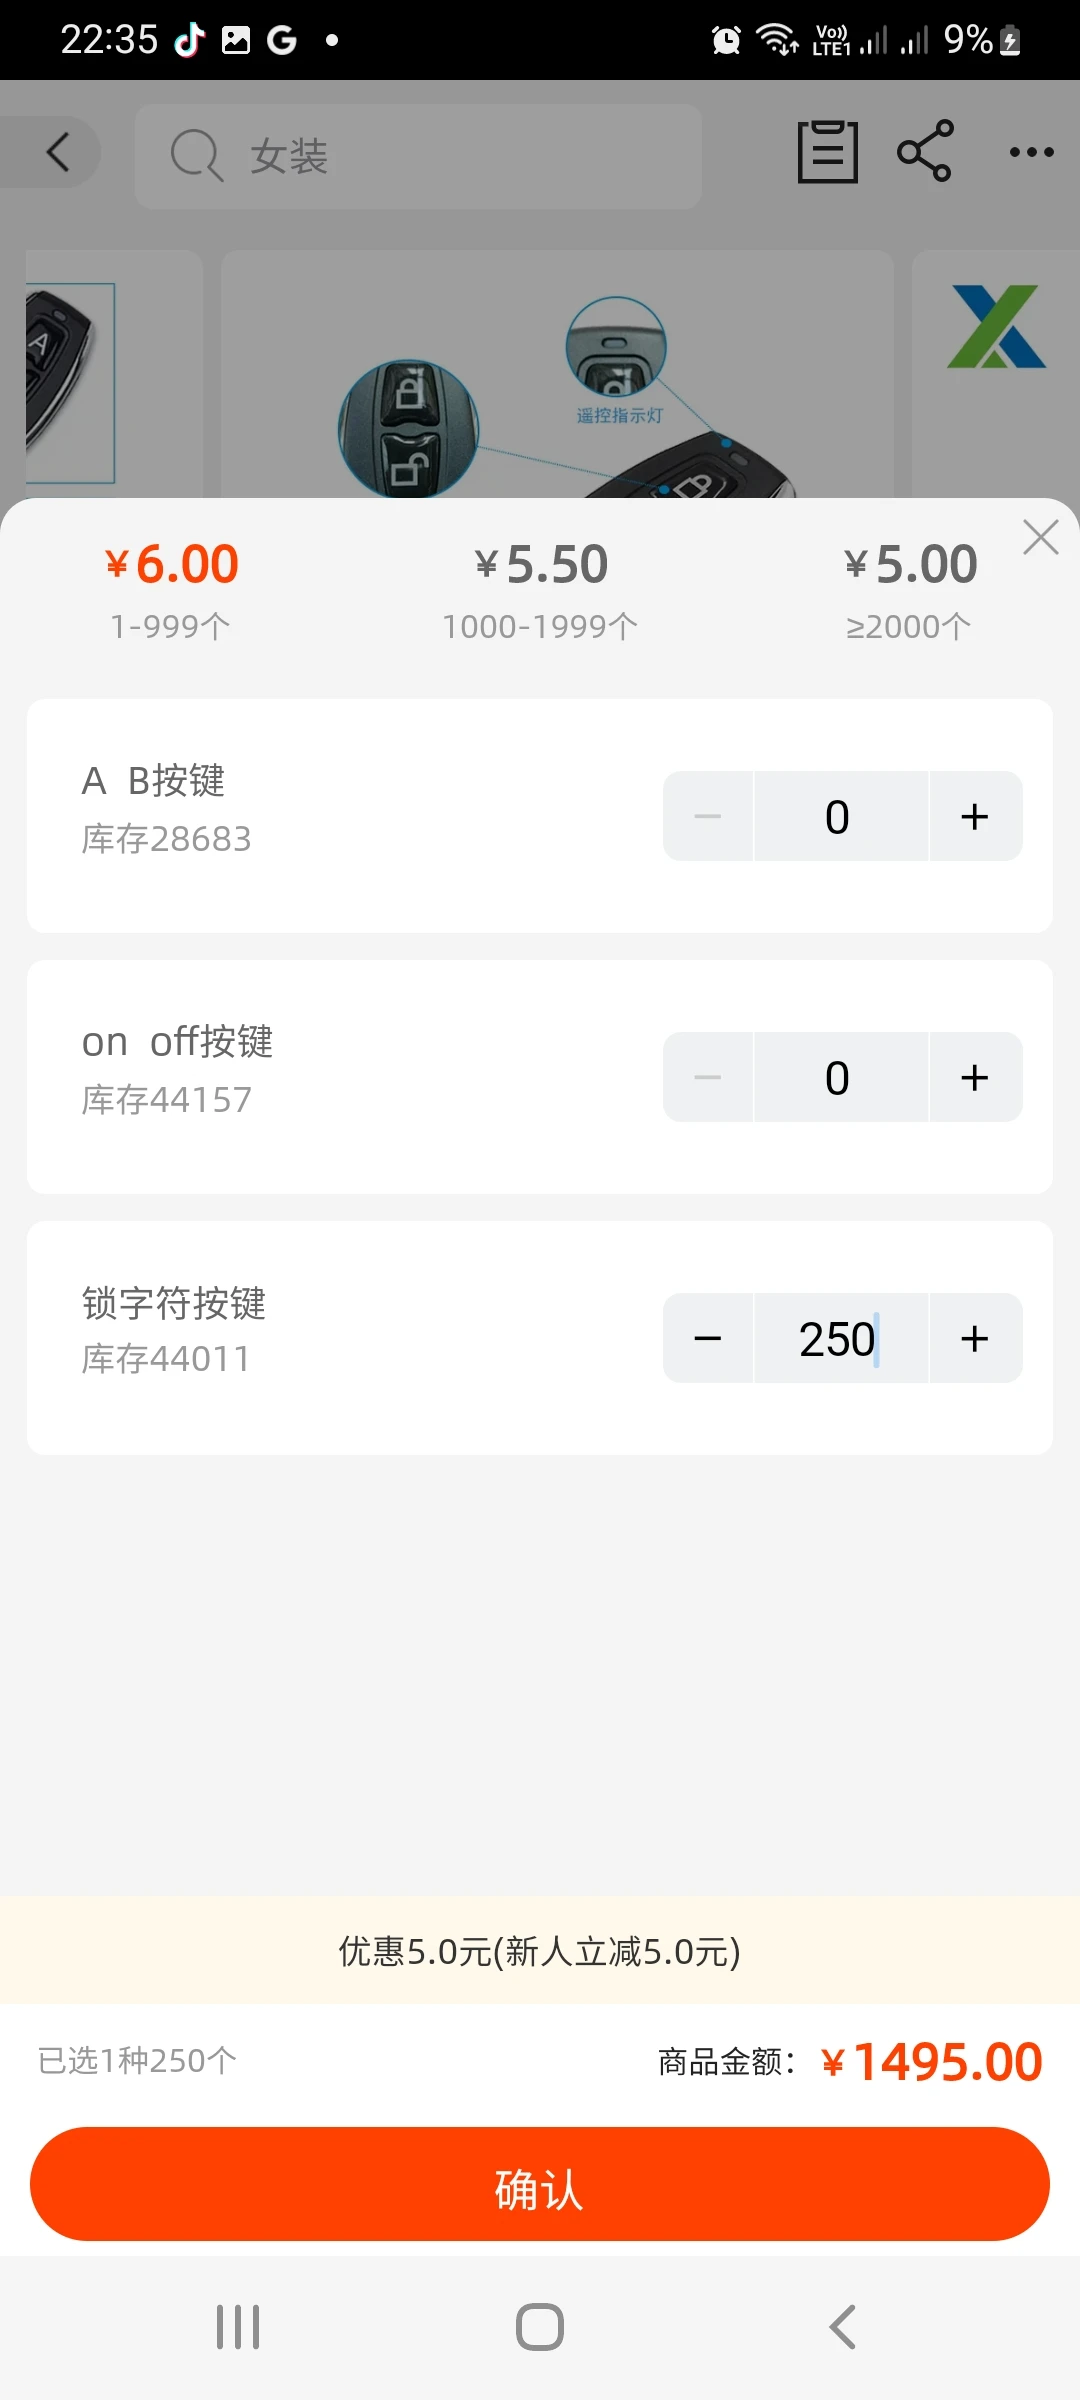 22:35
Vo)) LTE1
9%
女装
A
遥控指示灯
¥6.00
¥5.50
¥5.00
1-999个
1000-1999个
≥2000个
A B按键
库存28683
0
on off按键
库存44157
0
锁字符按键
库存44011
250
优惠5.0元(新人立减5.0元)
已选1种250个
商品金额：¥1495.00
确认